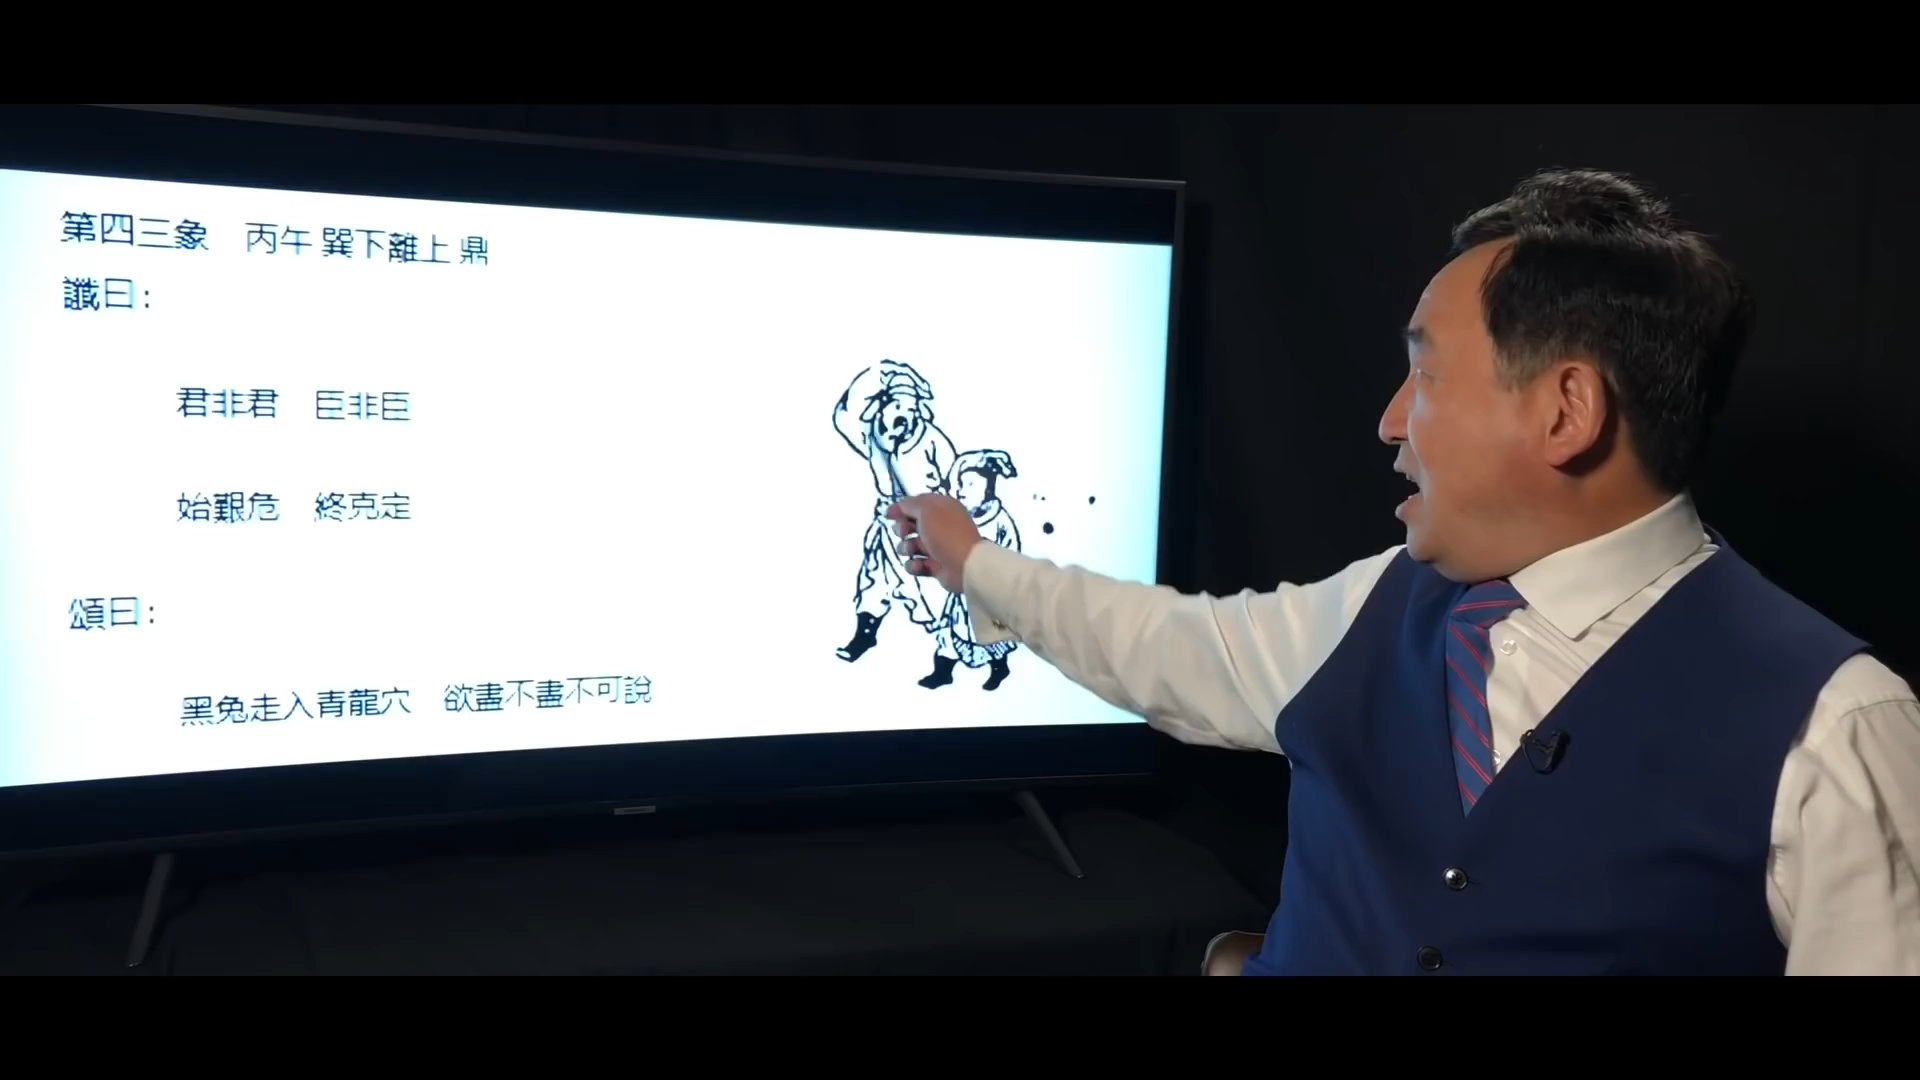 第四三象 丙午 巽下離上 鼎
讖曰:
君非君 臣非臣
始艱危 終克定
頌曰:
黑兔走入青龍穴 欲盡不盡不可說